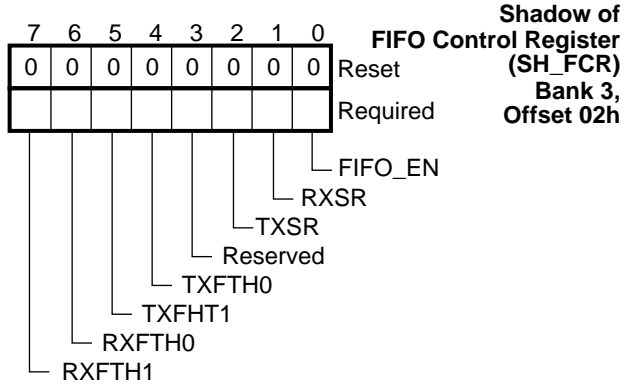 Shadow of
FIFO Control Register
(SH_FCR)
Bank 3,
Offset 02h
7 6 5 4 3 2 1 0
0 0 0 0 0 0 0 0 Reset
Required
FIFO_EN
RXSR
TXSR
Reserved
TXFTH0
TXFHT1
RXFTH0
RXFTH1